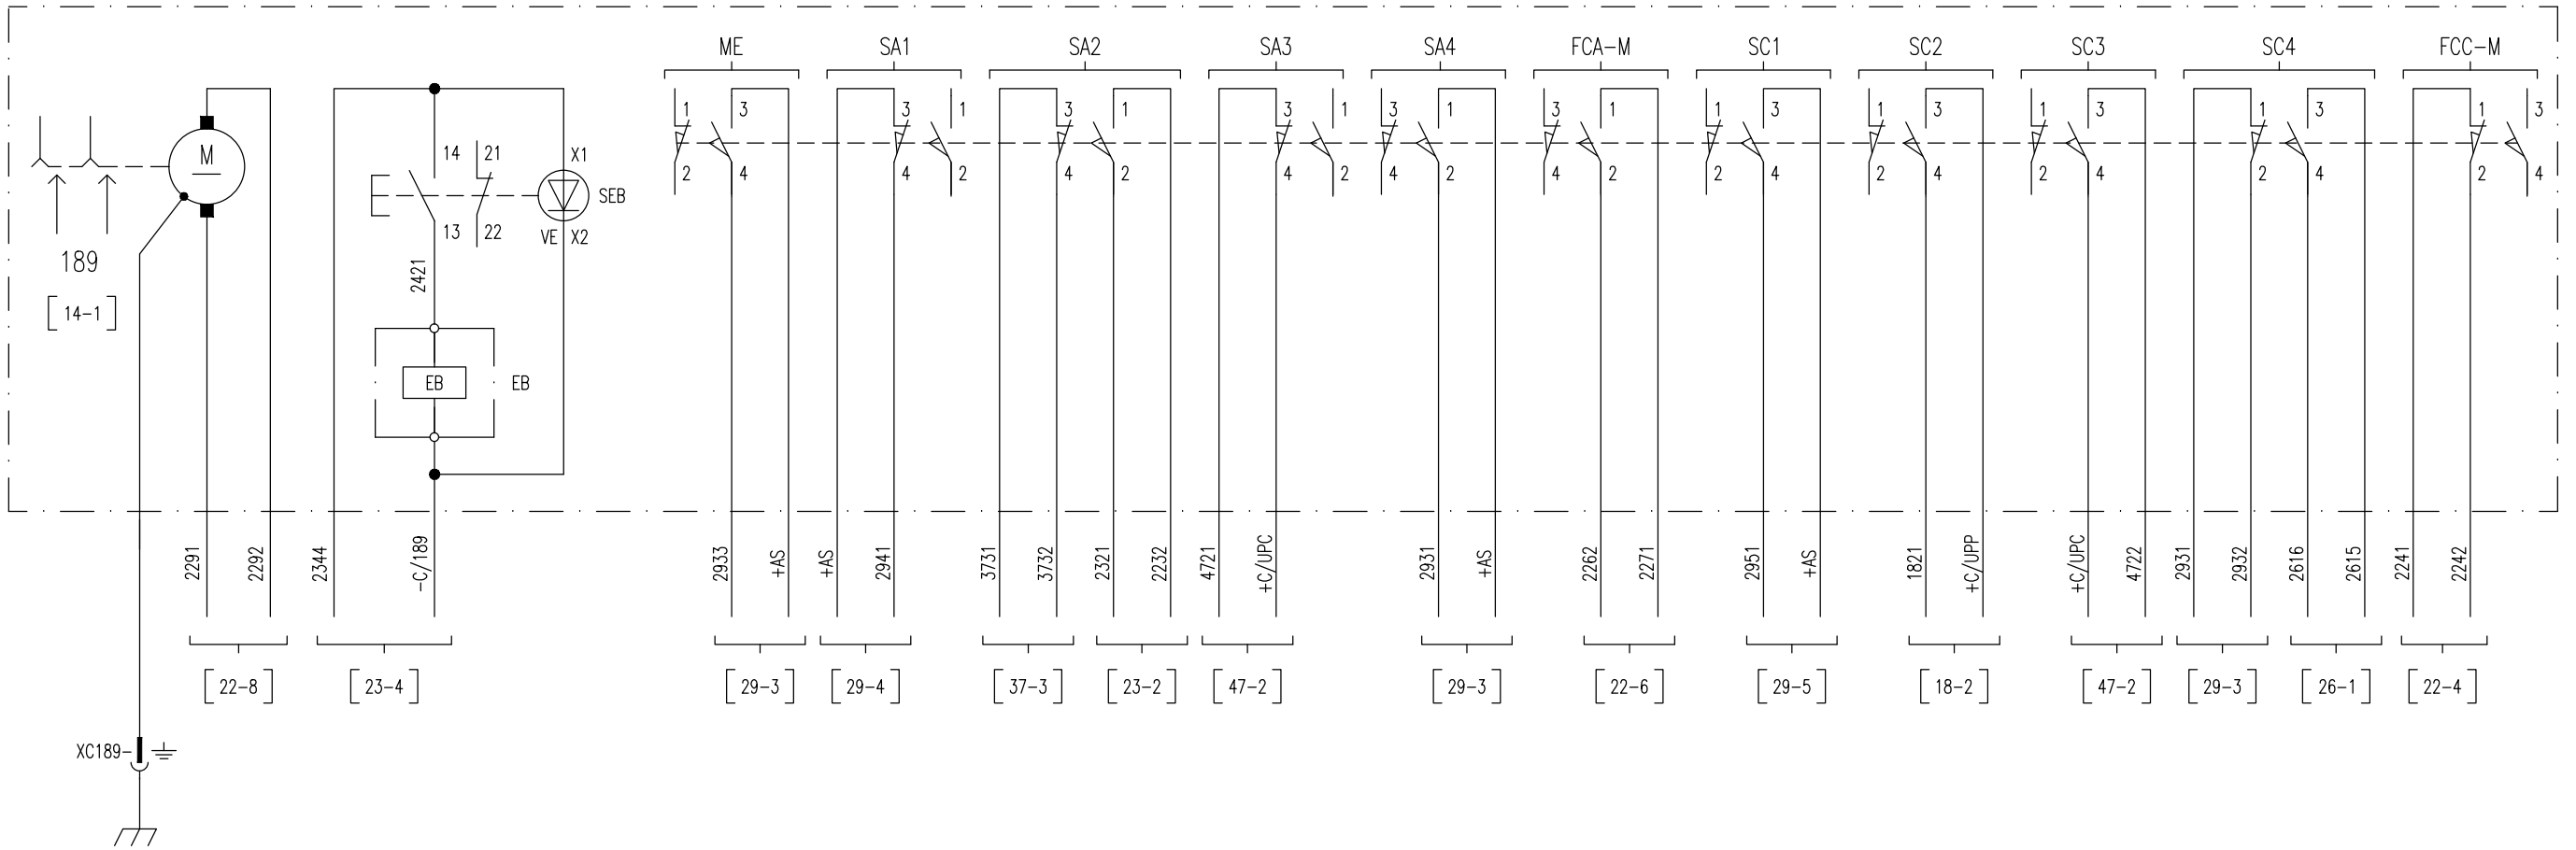 ME SA1 SA2 SA3 SA4 FCA-M SC1 SC2 SC3 SC4 FCC-M
1 3 3 1 3 1 3 1 3 1 3 1 1 3 1 3 1 3 1 3 1 3
M 14 21 X1
2 4 4 2 4 2 4 2 4 2 4 2 2 4 2 4 2 4 2 4 2 4
SEB
13 22 VE X2
189
2421
[14-1]
EB EB
2291 2292 2344 -C/189 2933 +AS +AS 2941 3731 3732 2321 2232 4721 +C/UPC 2931 +AS 2262 2271 2951 +AS 1821 +C/UPP +C/UPC 4722 2931 2932 2616 2615 2241 2242
[22-8] [23-4] [29-3] [29-4] [37-3] [23-2] [47-2] [29-3] [22-6] [29-5] [18-2] [47-2] [29-3] [26-1] [22-4]
XC189-